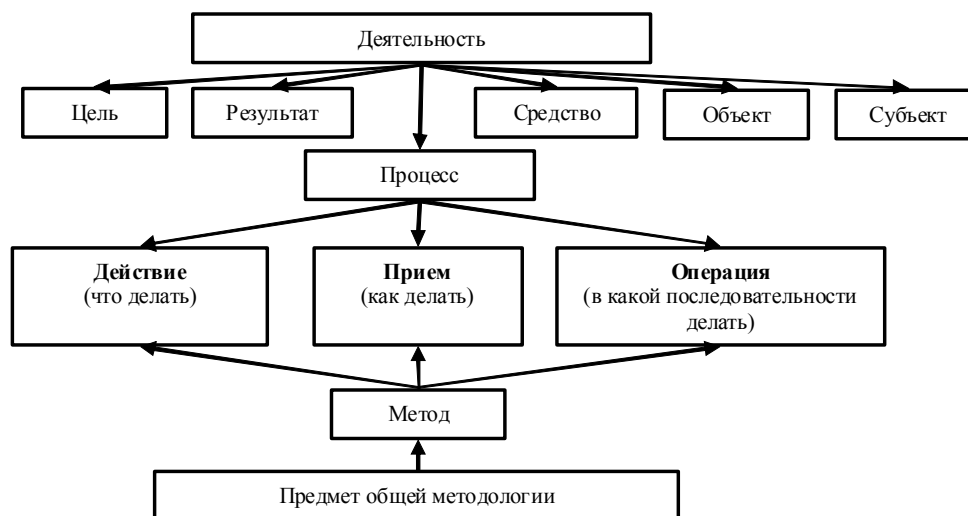 Деятельность
Цель
Результат
Средство
Объект
Субъект
Процесс
Действие
(что делать)
Прием
(как делать)
Операция
(в какой последовательности
делать)
Метод
Предмет общей методологии